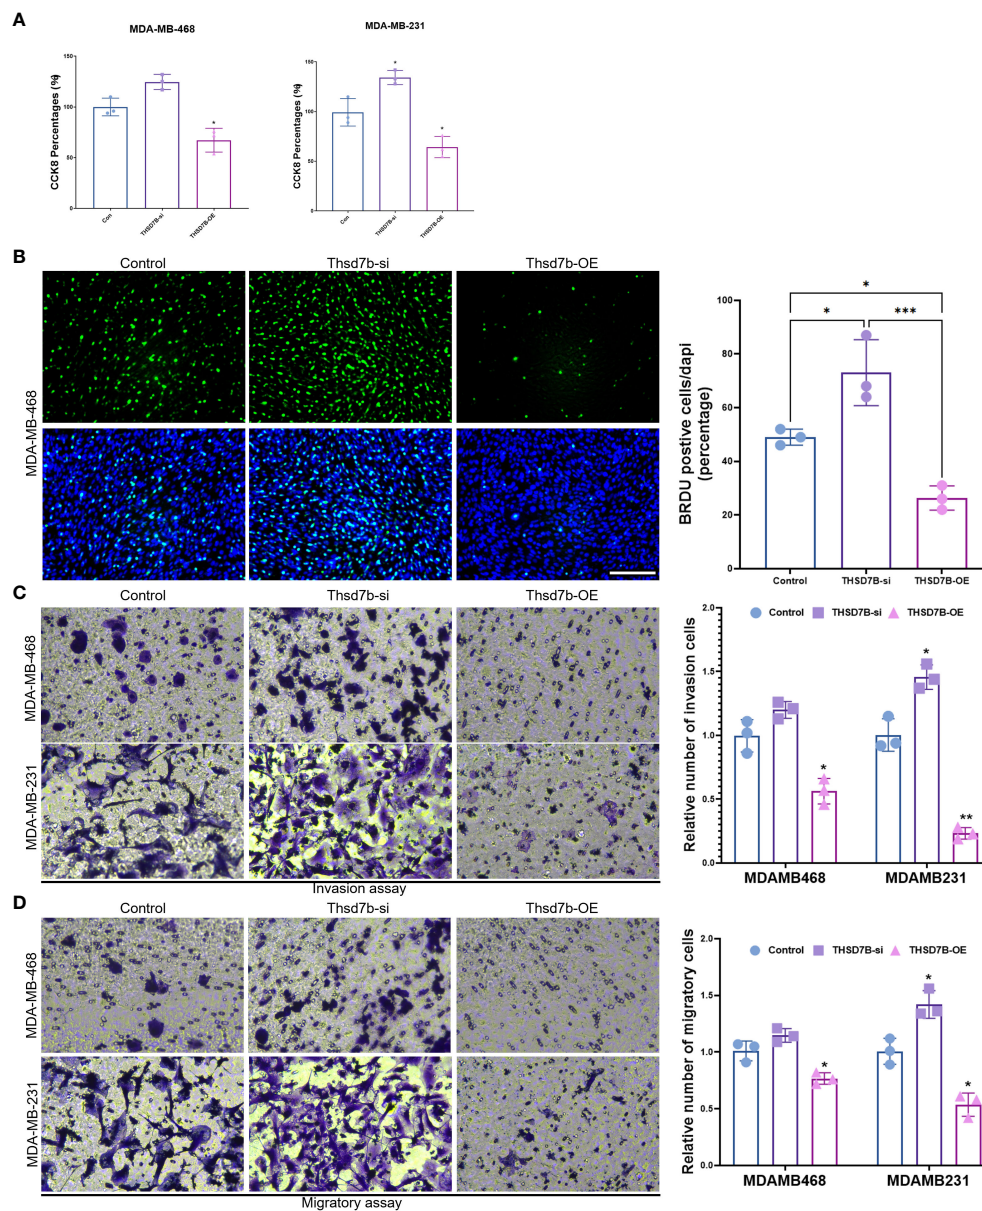 A
MDA-MB-468
MDA-MB-231
CCK8 Percentages (%)
150
100
50
0
Con
THSD7B-si
THSD7B-OE
*
CCK8 Percentages (%)
150
100
50
0
Con
THSD7B-si
THSD7B-OE
*
*
B
Control
Thsd7b-si
Thsd7b-OE
MDA-MB-468
BRDU postive cells/dapi
(percentage)
100
80
60
40
20
0
*
*
***
Control
THSD7B-si
THSD7B-OE
C
Control
Thsd7b-si
Thsd7b-OE
MDA-MB-468
MDA-MB-231
Invasion assay
Relative number of invasion cells
2.0
1.5
1.0
0.5
0.0
Control THSD7B-si THSD7B-OE
*
*
**
MDAMB468
MDAMB231
D
Control
Thsd7b-si
Thsd7b-OE
MDA-MB-468
MDA-MB-231
Migratory assay
Relative number of migratory cells
2.0
1.5
1.0
0.5
0.0
Control THSD7B-si THSD7B-OE
*
*
*
MDAMB468
MDAMB231